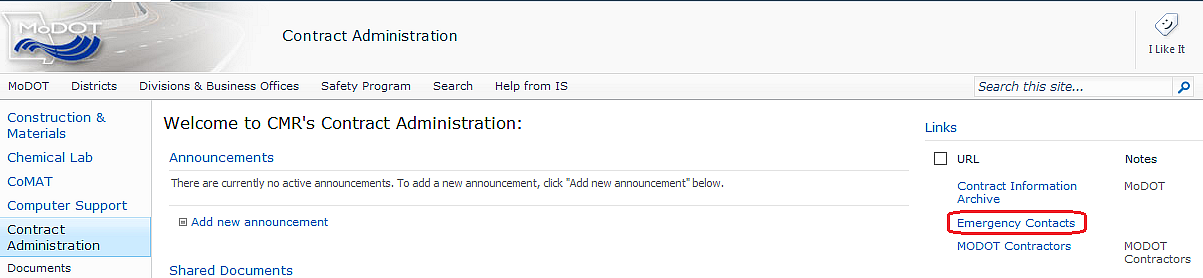 MoDOT
Contract Administration
I Like It
MoDOT Districts Divisions & Business Offices Safety Program Search Help from IS
Search this site...
Construction &
Materials
Chemical Lab
CoMAT
Computer Support
Contract
Administration
Documents
Welcome to CMR's Contract Administration:
Announcements
There are currently no active announcements. To add a new announcement, click "Add new announcement" below.
Add new announcement
Shared Documents
Links
URL Notes
Contract Information MoDOT
Archive
Emergency Contacts
MODOT Contractors MODOT
Contractors